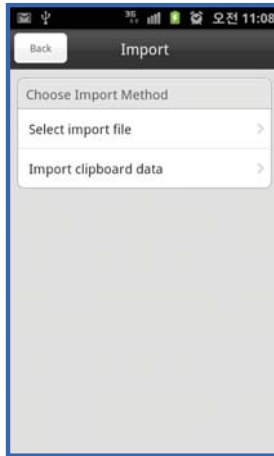 3G 오전 11:08
Back Import
Choose Import Method
Select import file
Import clipboard data